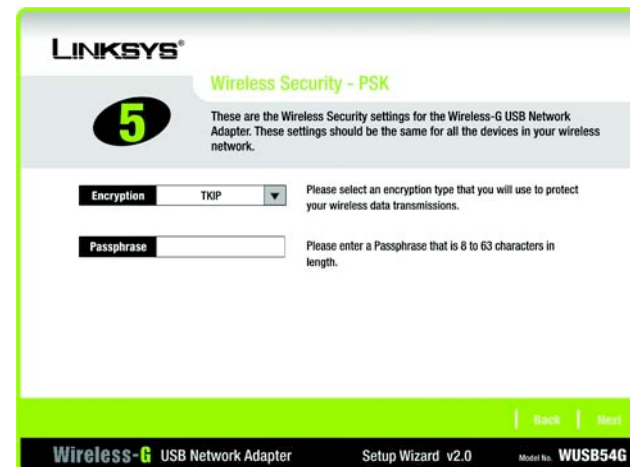 LINKSYS®
Wireless Security - PSK
5
These are the Wireless Security settings for the Wireless-G USB Network
Adapter. These settings should be the same for all the devices in your wireless
network.
Encryption TKIP
Please select an encryption type that you will use to protect
your wireless data transmissions.
Passphrase
Please enter a Passphrase that is 8 to 63 characters in
length.
Back Next
Wireless-G USB Network Adapter Setup Wizard v2.0 Model No. WUSB54G